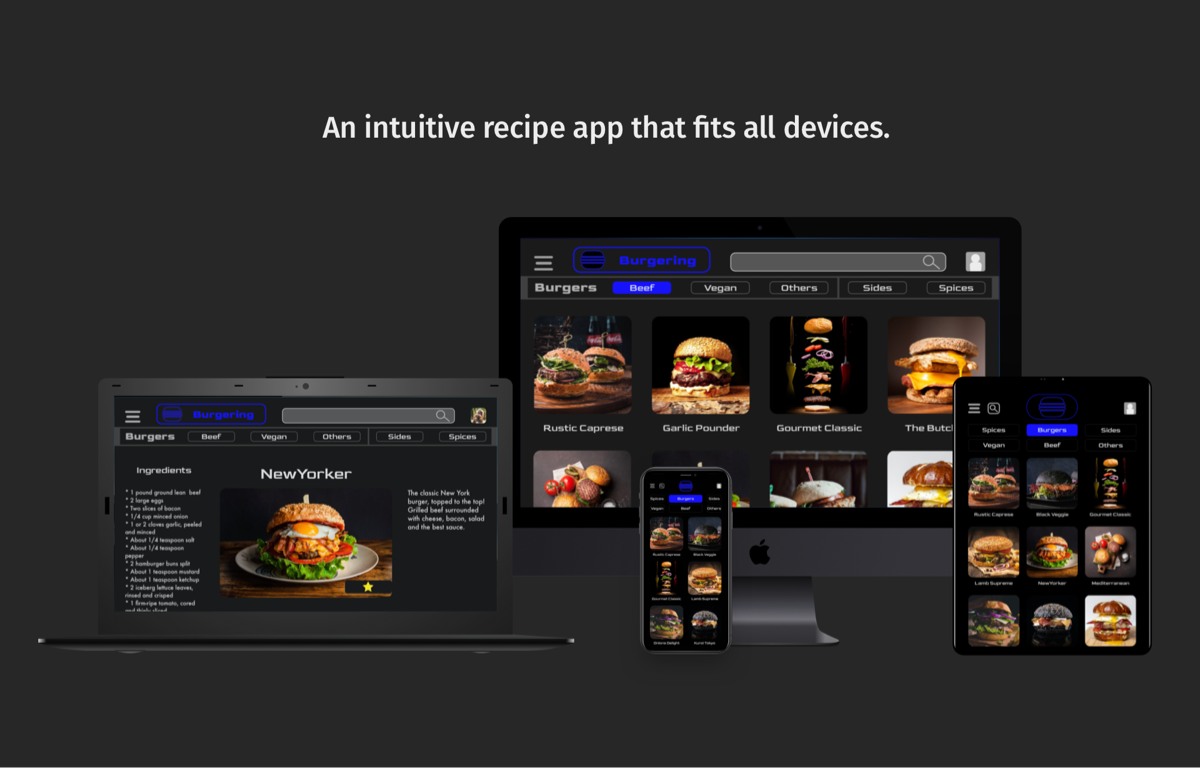 An intuitive recipe app that fits all devices.
Burgering
Burgers Beef Vegan Others Sides Spices
Rustic Caprese Garlic Pounder Gourmet Classic The Butc
Burgering
Burgers Beef Vegan Others Sides Spices
Ingredients
* 1 pound ground lean beef
* 2 large eggs
* Two slices of bacon
* 1/4 cup minced onion
* 1 or 2 cloves garlic, peeled
and minced
* About 1/4 teaspoon salt
* About 1/4 teaspoon
pepper
* 2 hamburger buns split
* About 1 teaspoon mustard
* About 1 teaspoon ketchup
* 2 iceberg lettuce leaves,
rinsed and crisped
* 1 firm-ripe tomato, cored
and thinly sliced
NewYorker
The classic New York
burger, topped to the top!
Grilled beef surrounded
with cheese, bacon, salad
and the best sauce.
Spices Burgers Sides
Vegan Beef Others
Rustic Caprese Black Veggie
Gourmet Classic Lamb Supreme
Onions Delight Kursi Tokyo
Spices Burgers Sides
Vegan Beef Others
Rustic Caprese Black Veggie Gourmet Classic
Lamb Supreme NewYorker Mediterranean